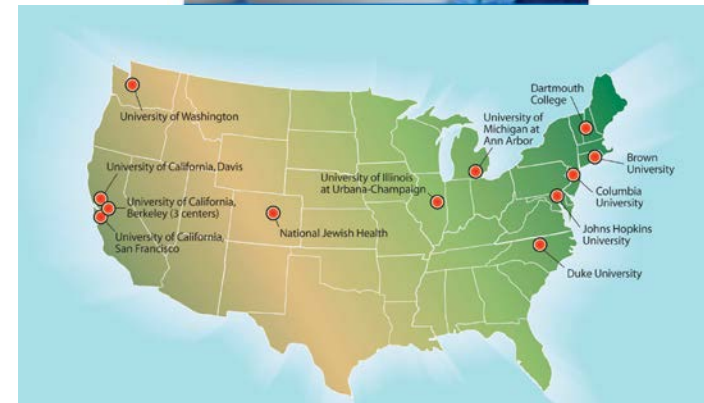 Dartmouth
College
University of
Michigan at
Ann Arbor
University of Washington
Brown
University
University of California, Davis
University of Illinois
at Urbana-Champaign
Columbia
University
University of California,
Berkeley (3 centers)
National Jewish Health
Johns Hopkins
University
University of California,
San Francisco
Duke University